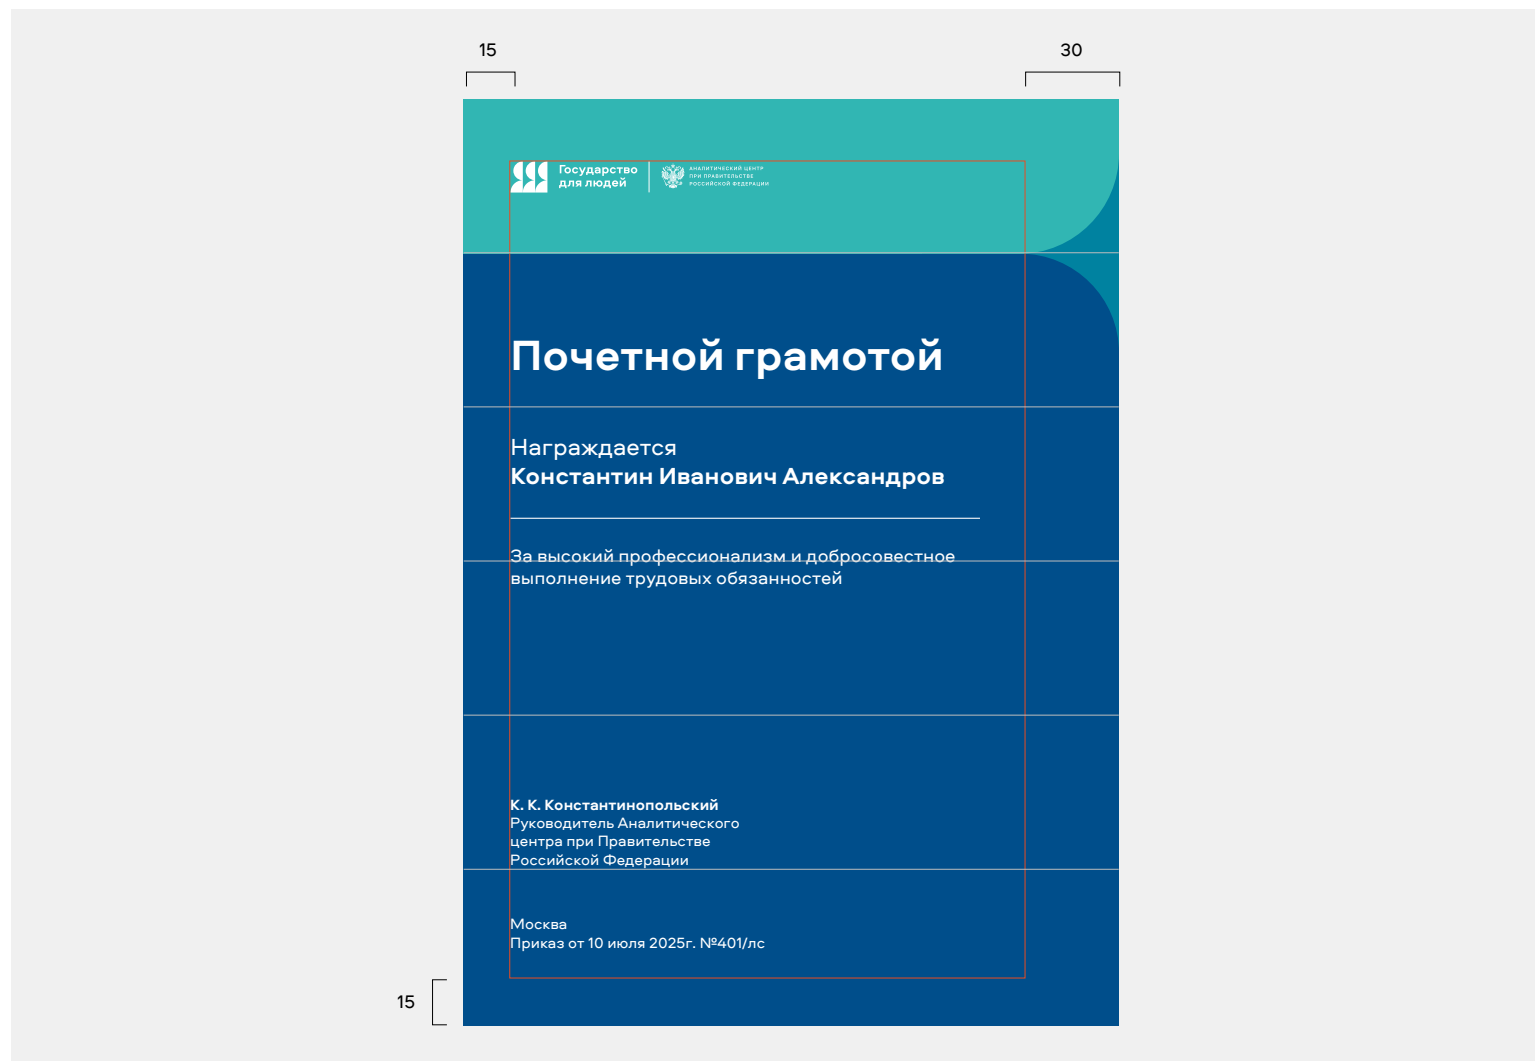 15
30
Государство
для людей
АНАЛИТИЧЕСКИЙ ЦЕНТР
ПРИ ПРАВИТЕЛЬСТВЕ
РОССИЙСКОЙ ФЕДЕРАЦИИ
Почетной грамотой
Награждается
Константин Иванович Александров
За высокий профессионализм и добросовестное
выполнение трудовых обязанностей
К. К. Константинопольский
Руководитель Аналитического
центра при Правительстве
Российской Федерации
Москва
Приказ от 10 июля 2025г. №401/лс
15